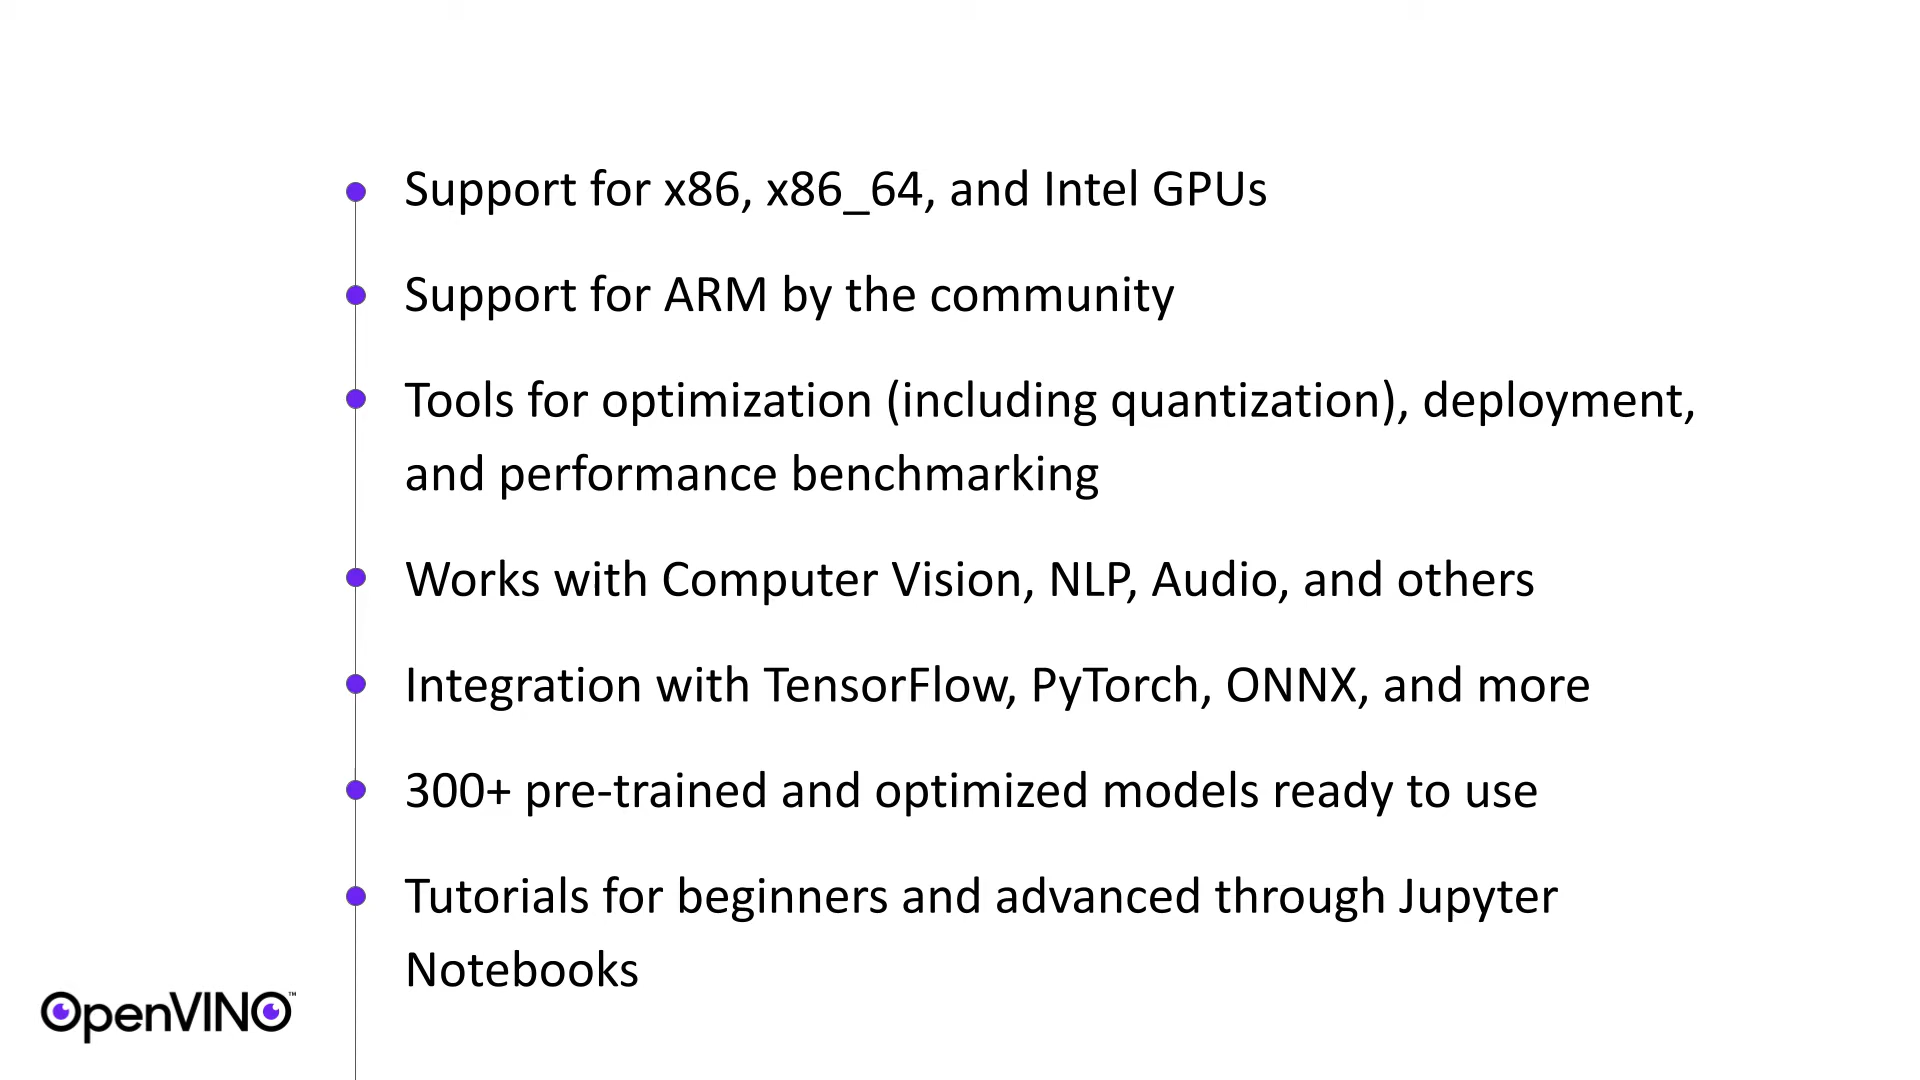 Support for x86, x86_64, and Intel GPUs
Support for ARM by the community
Tools for optimization (including quantization), deployment,
and performance benchmarking
Works with Computer Vision, NLP, Audio, and others
Integration with TensorFlow, PyTorch, ONNX, and more
300+ pre-trained and optimized models ready to use
Tutorials for beginners and advanced through Jupyter
Notebooks
OpenVINO™